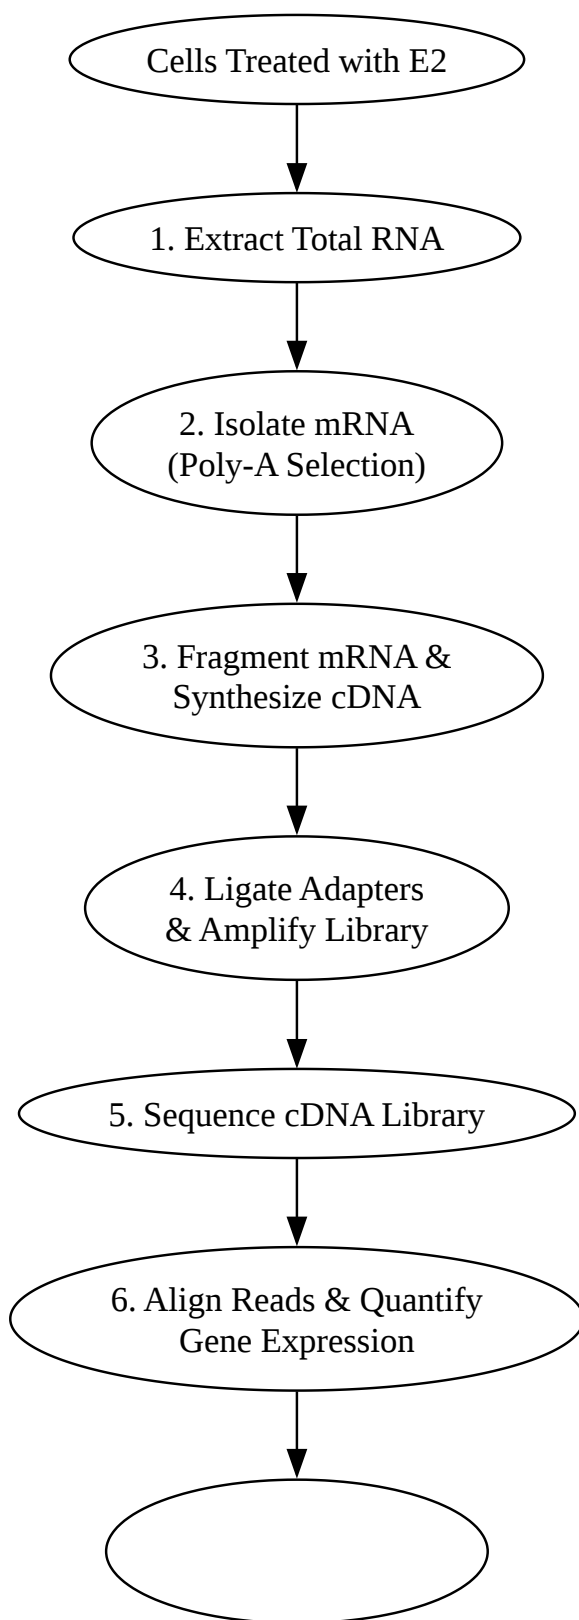 Cells Treated with E2
1. Extract Total RNA
2. Isolate mRNA
(Poly-A Selection)
3. Fragment mRNA &
Synthesize cDNA
4. Ligate Adapters
& Amplify Library
5. Sequence cDNA Library
6. Align Reads & Quantify
Gene Expression